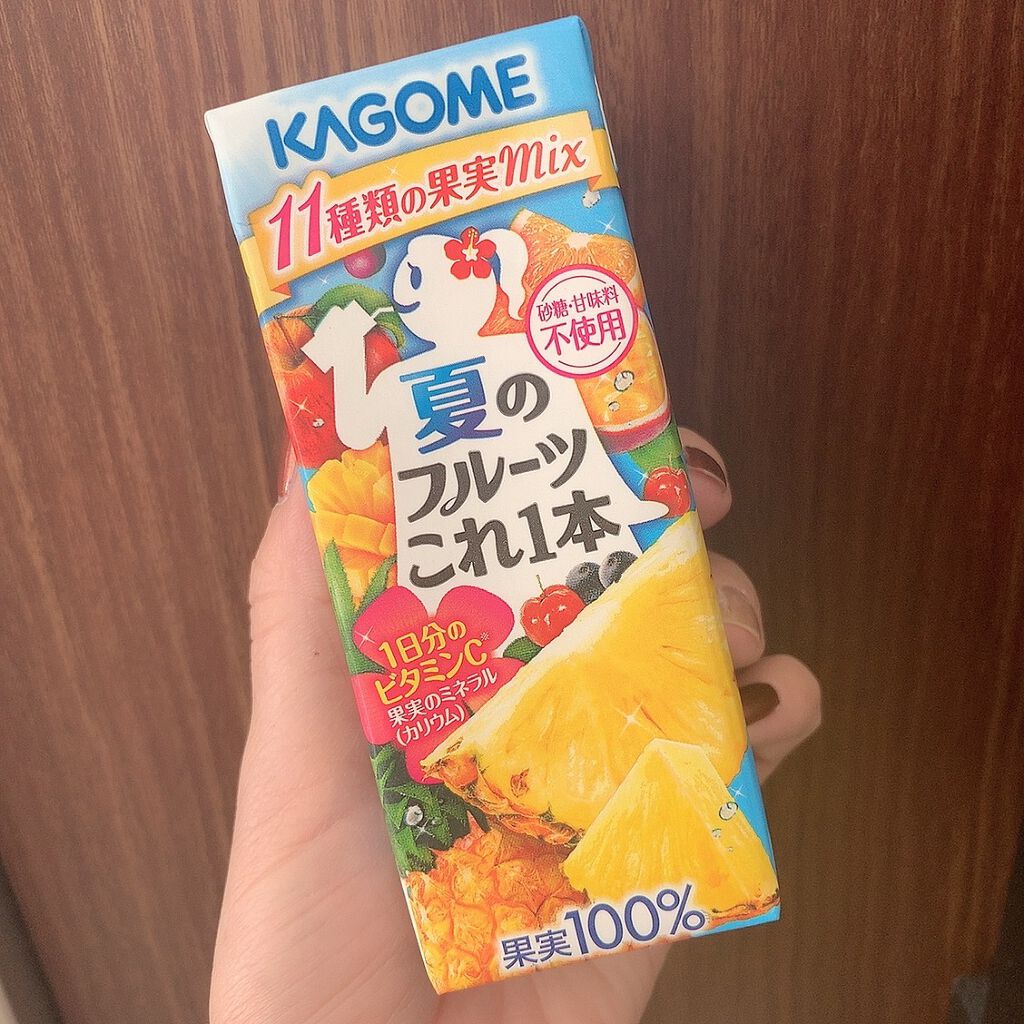 KAGOME
11種類の果実mix
砂糖・甘味料
不使用
夏の
フルーツ
これ1本
1日分の
ビタミンC※
果実のミネラル
(カリウム)
果実100%